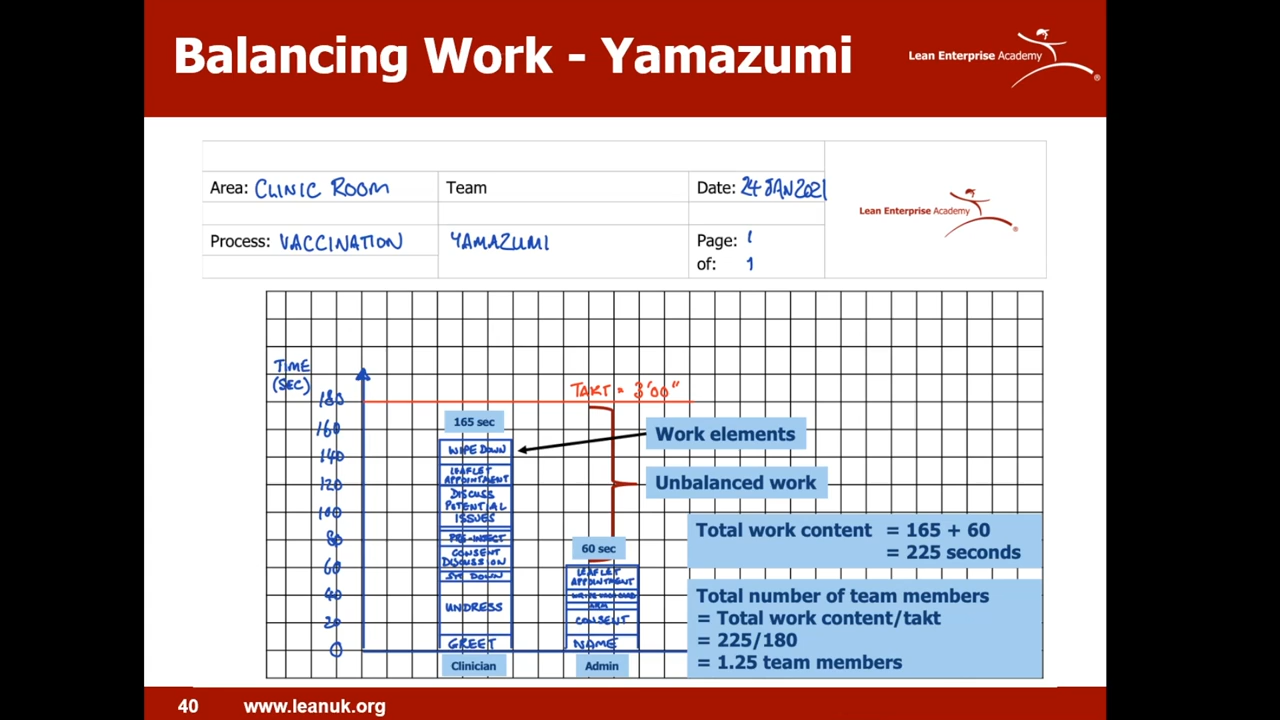 Balancing Work - Yamazumi
Lean Enterprise Academy
®
Area: CLINIC ROOM
Team
Date: 24 JAN 2021
Lean Enterprise Academy
®
Process: VACCINATION
YAMAZUMI
Page: 1
of: 1
TIME
(SEC)
180
160
140
120
100
80
60
40
20
0
TAKT = 3'00"
165 sec
WIPE DOWN
LEAFLET
APPOINTMENT
DISCUSS
POTENTIAL
ISSUES
PRE-INSECT
CONSENT
DISCUSSION
SIT DOWN
UNDRESS
GREET
Clinician
60 sec
LEAFLET
APPOINTMENT
ARM
CONSENT
NAME
Admin
Work elements
Unbalanced work
Total work content = 165 + 60
= 225 seconds
Total number of team members
= Total work content/takt
= 225/180
= 1.25 team members
40
www.leanuk.org